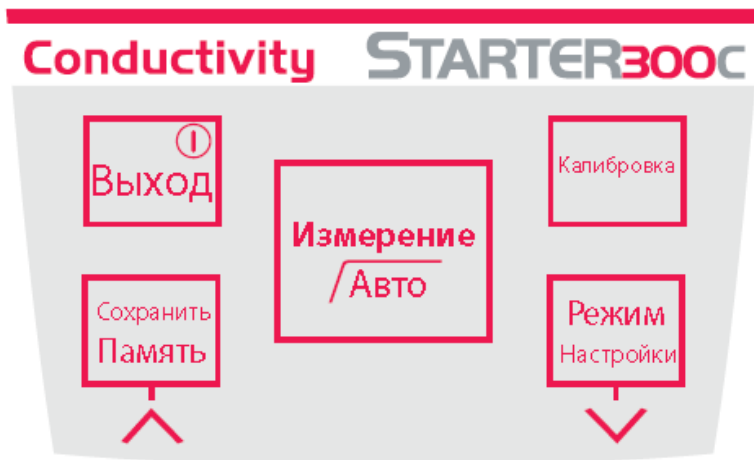 Conductivity STARTER300C
Выход
Калибровка
Измерение
Авто
Сохранить
Память
Режим
Настройки